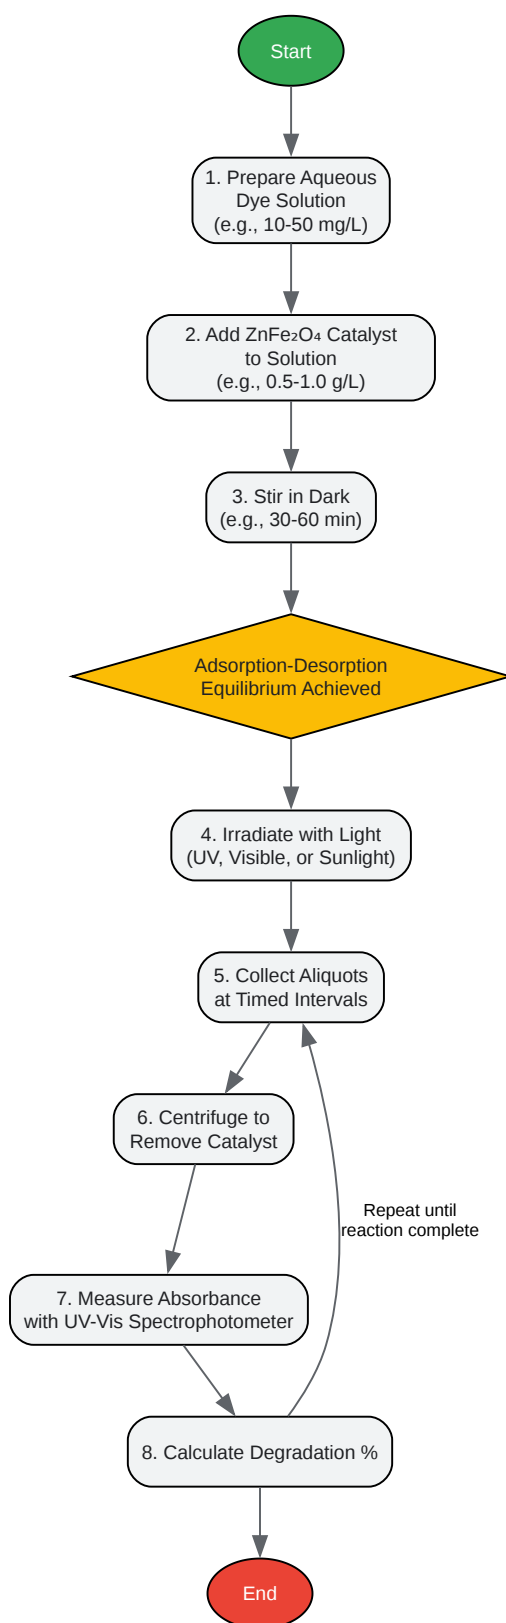 Start
1. Prepare Aqueous
Dye Solution
(e.g., 10-50 mg/L)
2. Add ZnFe₂O₄ Catalyst
to Solution
(e.g., 0.5-1.0 g/L)
3. Stir in Dark
(e.g., 30-60 min)
Adsorption-Desorption
Equilibrium Achieved
4. Irradiate with Light
(UV, Visible, or Sunlight)
5. Collect Aliquots
at Timed Intervals
6. Centrifuge to
Remove Catalyst
Repeat until
reaction complete
7. Measure Absorbance
with UV-Vis Spectrophotometer
8. Calculate Degradation %
End